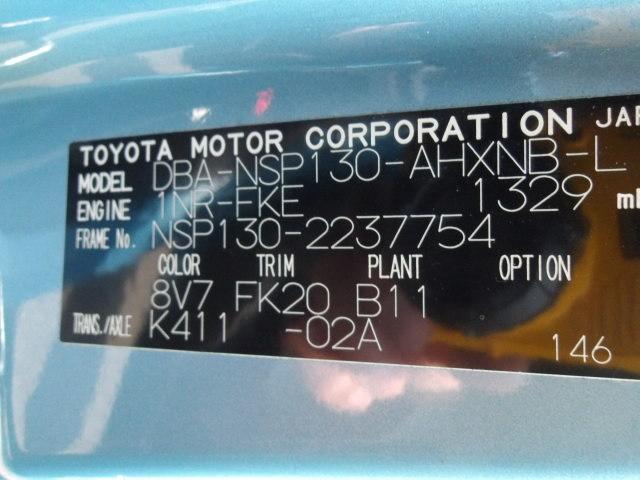 TOYOTA MOTOR CORPORATION JAP
MODEL DBA-NSP130-AHXNB-L
ENGINE 1NR-FKE 1329 m
FRAME No. NSP130-2237754
COLOR TRIM PLANT OPTION
8V7 FK20 B11
TRANS./AXLE K411 -02A
146